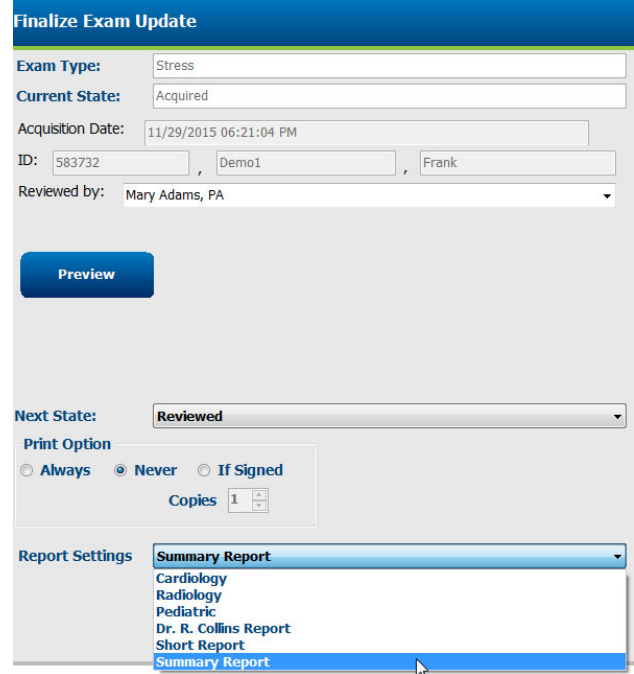 Finalize Exam Update
Exam Type: Stress
Current State: Acquired
Acquisition Date: 11/29/2015 06:21:04 PM
ID: 583732 , Demo1 , Frank
Reviewed by: Mary Adams, PA
Preview
Next State: Reviewed
Print Option
Always Never If Signed
Copies 1
Report Settings Summary Report
Cardiology
Radiology
Pediatric
Dr. R. Collins Report
Short Report
Summary Report